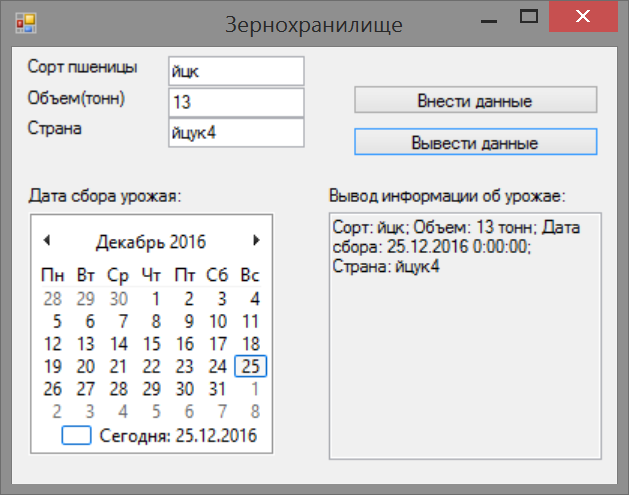 Зернохранилище
Сорт пшеницы йцк
Объем(тонн) 13
Страна йцук4
Внести данные
Вывести данные
Дата сбора урожая:
Декабрь 2016
Пн Вт Ср Чт Пт Сб Вс
28 29 30 1 2 3 4
5 6 7 8 9 10 11
12 13 14 15 16 17 18
19 20 21 22 23 24 25
26 27 28 29 30 31 1
2 3 4 5 6 7 8
Сегодня: 25.12.2016
Вывод информации об урожае:
Сорт: йцк; Объем: 13 тонн; Дата
сбора: 25.12.2016 0:00:00;
Страна: йцук4